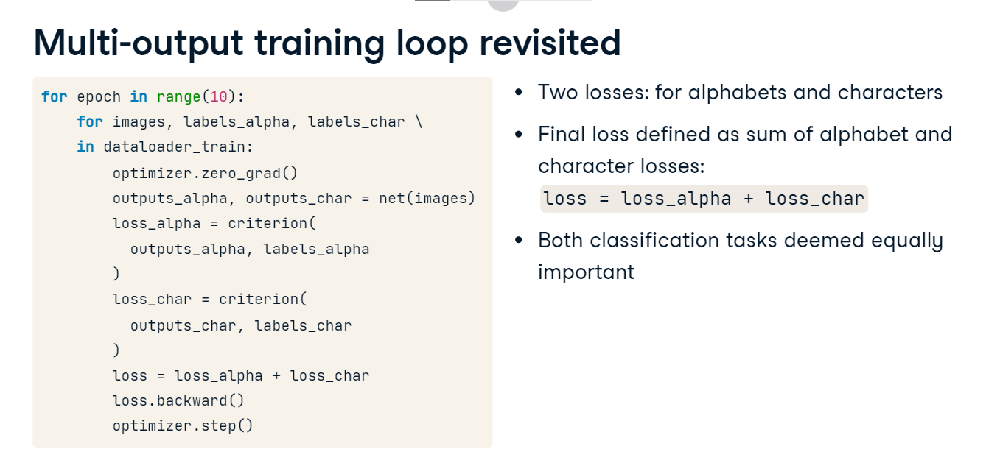 Multi-output training loop revisited
for epoch in range(10):
    for images, labels_alpha, labels_char \
    in dataloader_train:
        optimizer.zero_grad()
        outputs_alpha, outputs_char = net(images)
        loss_alpha = criterion(
          outputs_alpha, labels_alpha
        )
        loss_char = criterion(
          outputs_char, labels_char
        )
        loss = loss_alpha + loss_char
        loss.backward()
        optimizer.step()
• Two losses: for alphabets and characters
• Final loss defined as sum of alphabet and
character losses:
loss = loss_alpha + loss_char
• Both classification tasks deemed equally
important